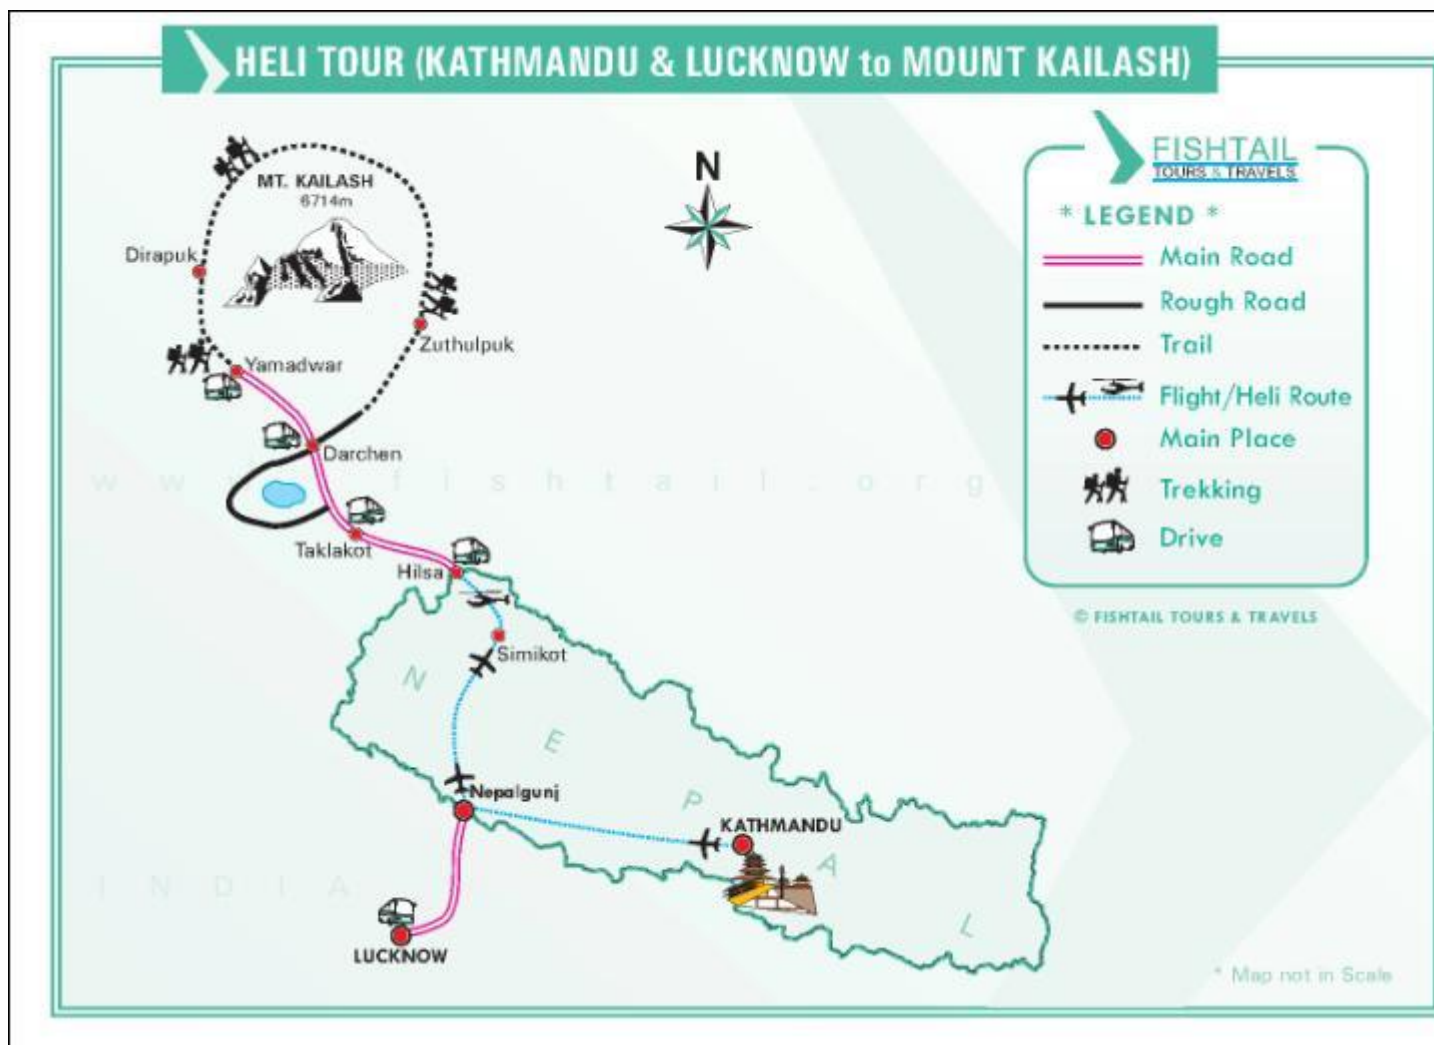 HELI TOUR (KATHMANDU & LUCKNOW to MOUNT KAILASH)
MT. KAILASH
6714m
N
Dirapuk
Zuthulpuk
Yamadwar
Darchen
Taklakot
Hilsa
Simikot
Nepalgunj
KATHMANDU
LUCKNOW
N E P A L
INDIA
www.fishtail.org
FISHTAIL
TOURS & TRAVELS
* LEGEND *
Main Road
Rough Road
Trail
Flight/Heli Route
Main Place
Trekking
Drive
© FISHTAIL TOURS & TRAVELS
* Map not in Scale